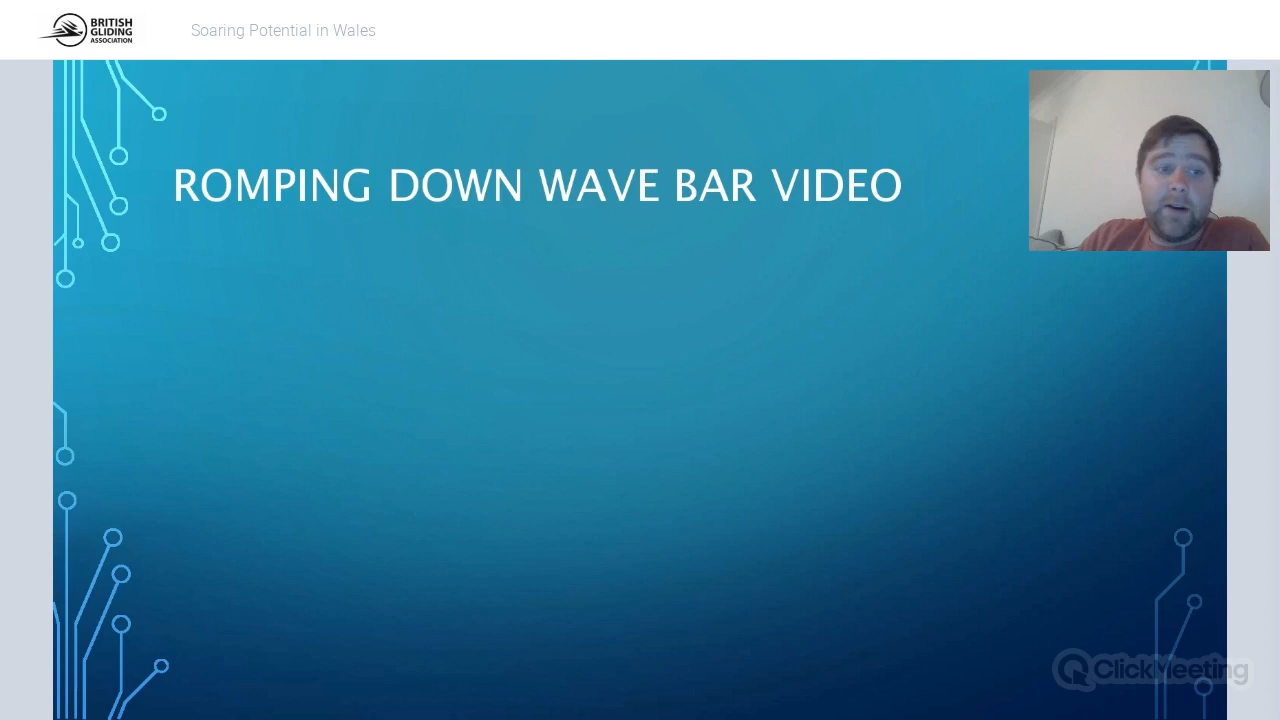 BRITISH
GLIDING
ASSOCIATION
Soaring Potential in Wales
ROMPING DOWN WAVE BAR VIDEO
ClickMeeting